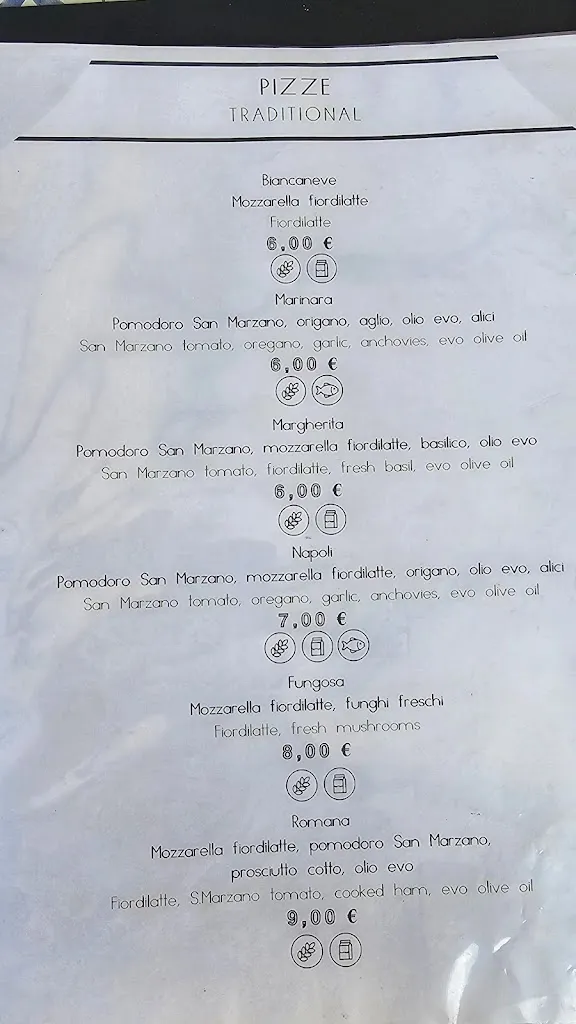 PIZZE
TRADITIONAL
Biancaneve
Mozzarella fiordilatte
Fiordilatte
6,00 €
Marinara
Pomodoro San Marzano, origano, aglio, olio evo, alici
San Marzano tomato, oregano, garlic, anchovies, evo olive oil
6,00 €
Margherita
Pomodoro San Marzano, mozzarella fiordilatte, basilico, olio evo
San Marzano tomato, fiordilatte, fresh basil, evo olive oil
6,00 €
Napoli
Pomodoro San Marzano, mozzarella fiordilatte, origano, olio evo, alici
San Marzano tomato, oregano, garlic, anchovies, evo olive oil
7,00 €
Fungosa
Mozzarella fiordilatte, funghi freschi
Fiordilatte, fresh mushrooms
8,00 €
Romana
Mozzarella fiordilatte, pomodoro San Marzano,
prosciutto cotto, olio evo
Fiordilatte, S.Marzano tomato, cooked ham, evo olive oil
9,00 €